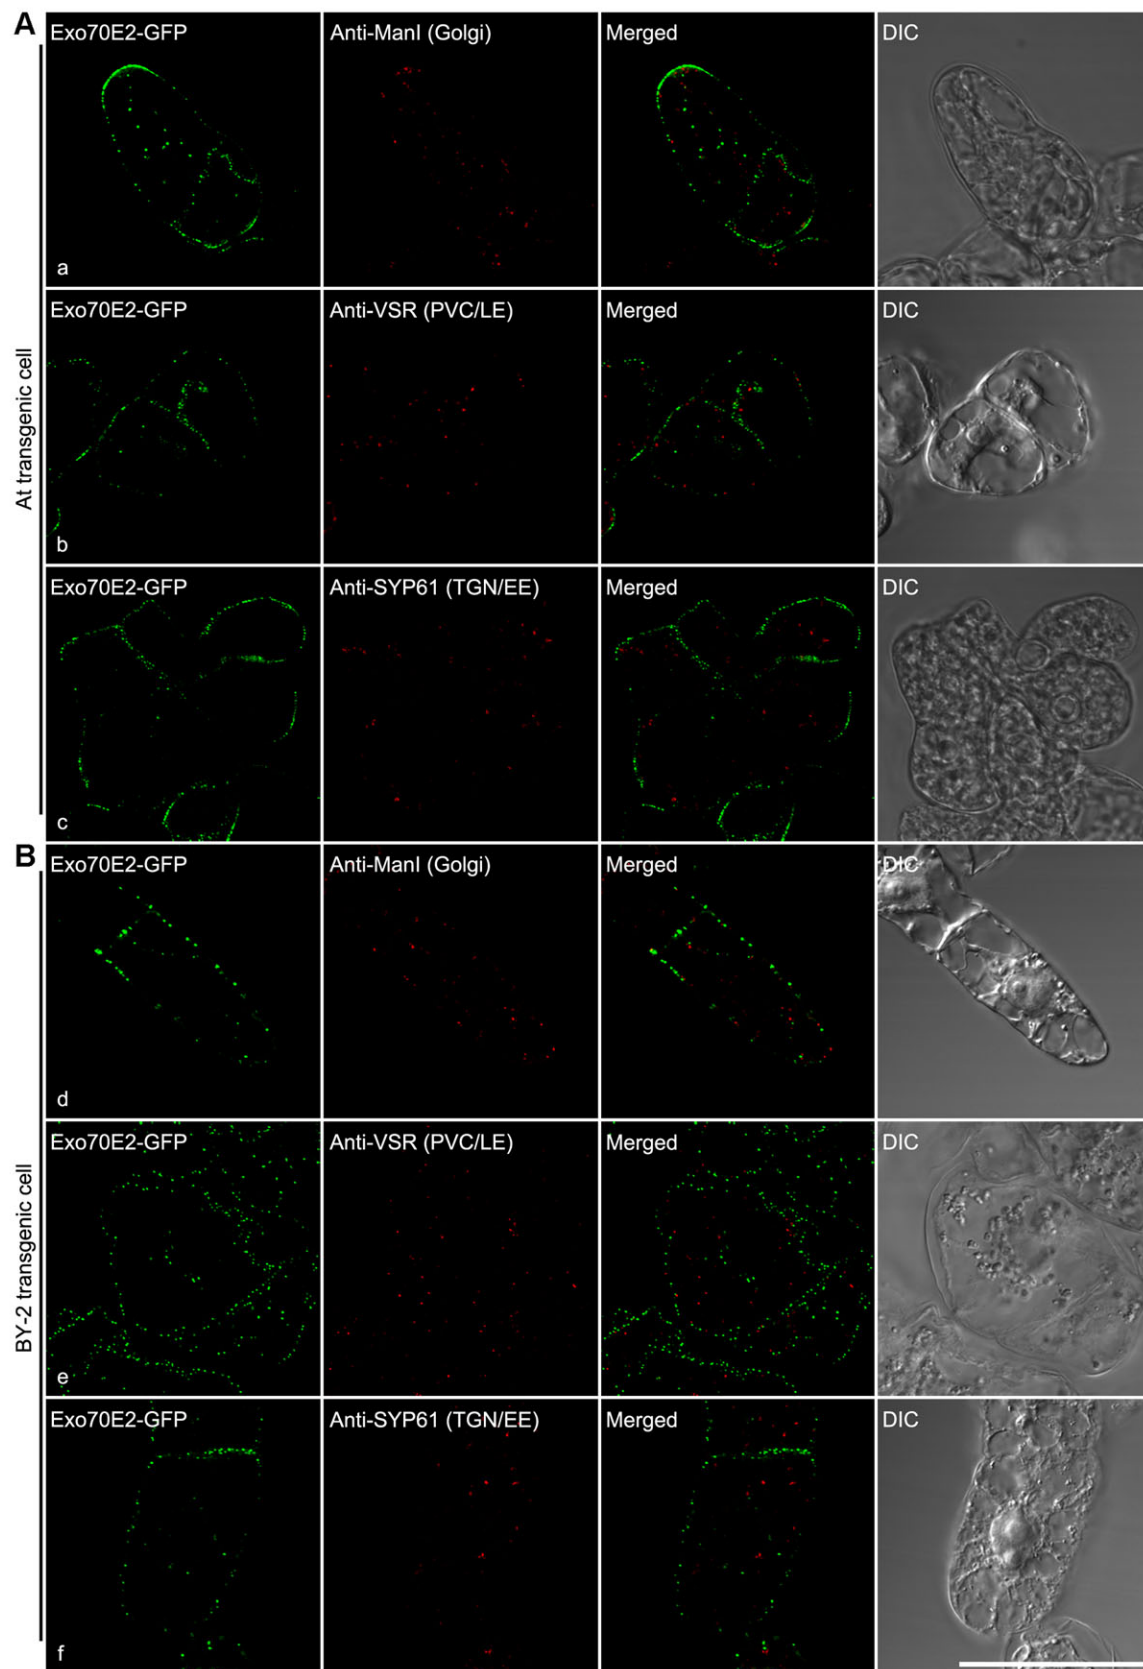 A
Exo70E2-GFP
Anti-ManI (Golgi)
Merged
DIC
a
At transgenic cell
Exo70E2-GFP
Anti-VSR (PVC/LE)
Merged
DIC
b
Exo70E2-GFP
Anti-SYP61 (TGN/EE)
Merged
DIC
c
B
Exo70E2-GFP
Anti-ManI (Golgi)
Merged
DIC
d
BY-2 transgenic cell
Exo70E2-GFP
Anti-VSR (PVC/LE)
Merged
DIC
e
Exo70E2-GFP
Anti-SYP61 (TGN/EE)
Merged
DIC
f